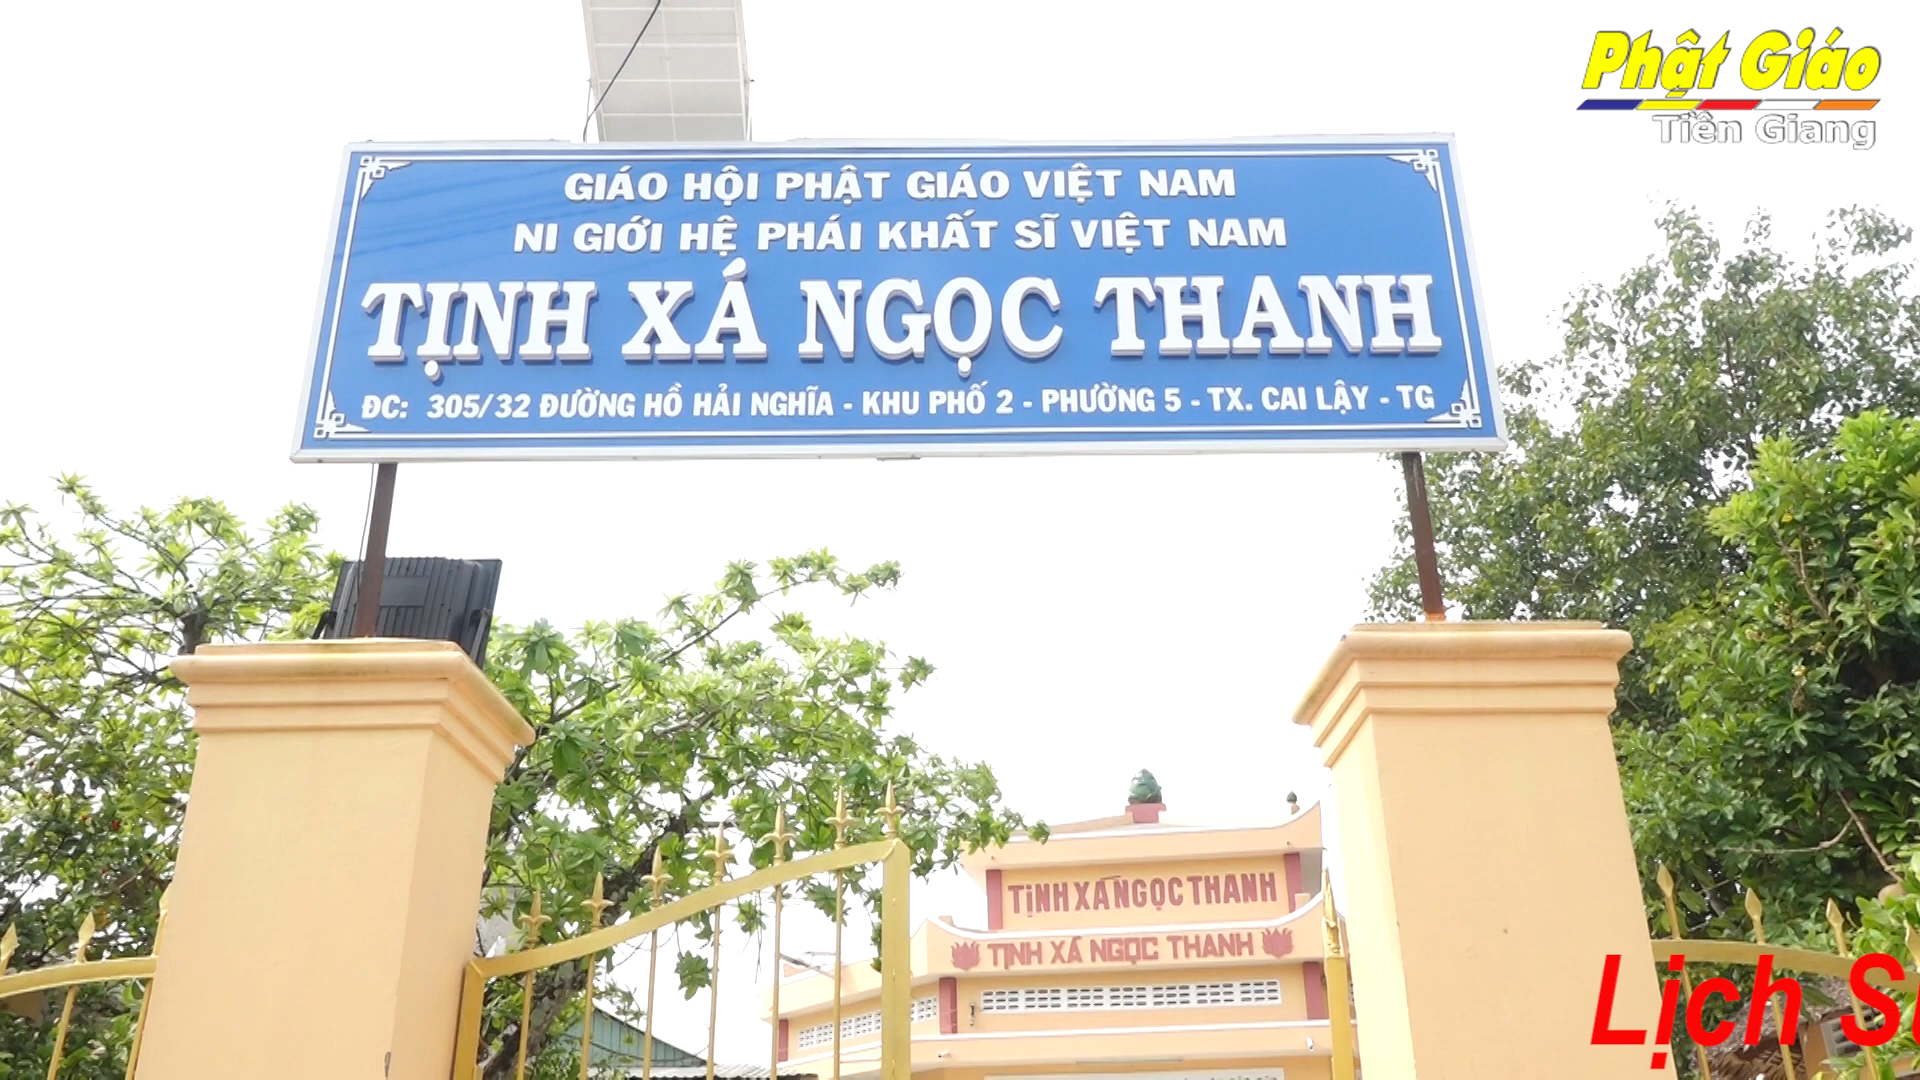 Phật Giáo
Tiền Giang
GIÁO HỘI PHẬT GIÁO VIỆT NAM
NI GIỚI HỆ PHÁI KHẤT SĨ VIỆT NAM
TỊNH XÁ NGỌC THANH
ĐC: 305/32 ĐƯỜNG HỒ HẢI NGHĨA - KHU PHỐ 2 - PHƯỜNG 5 - TX. CAI LẬY - TG
TỊNH XÁ NGỌC THANH
TỊNH XÁ NGỌC THANH
Lịch